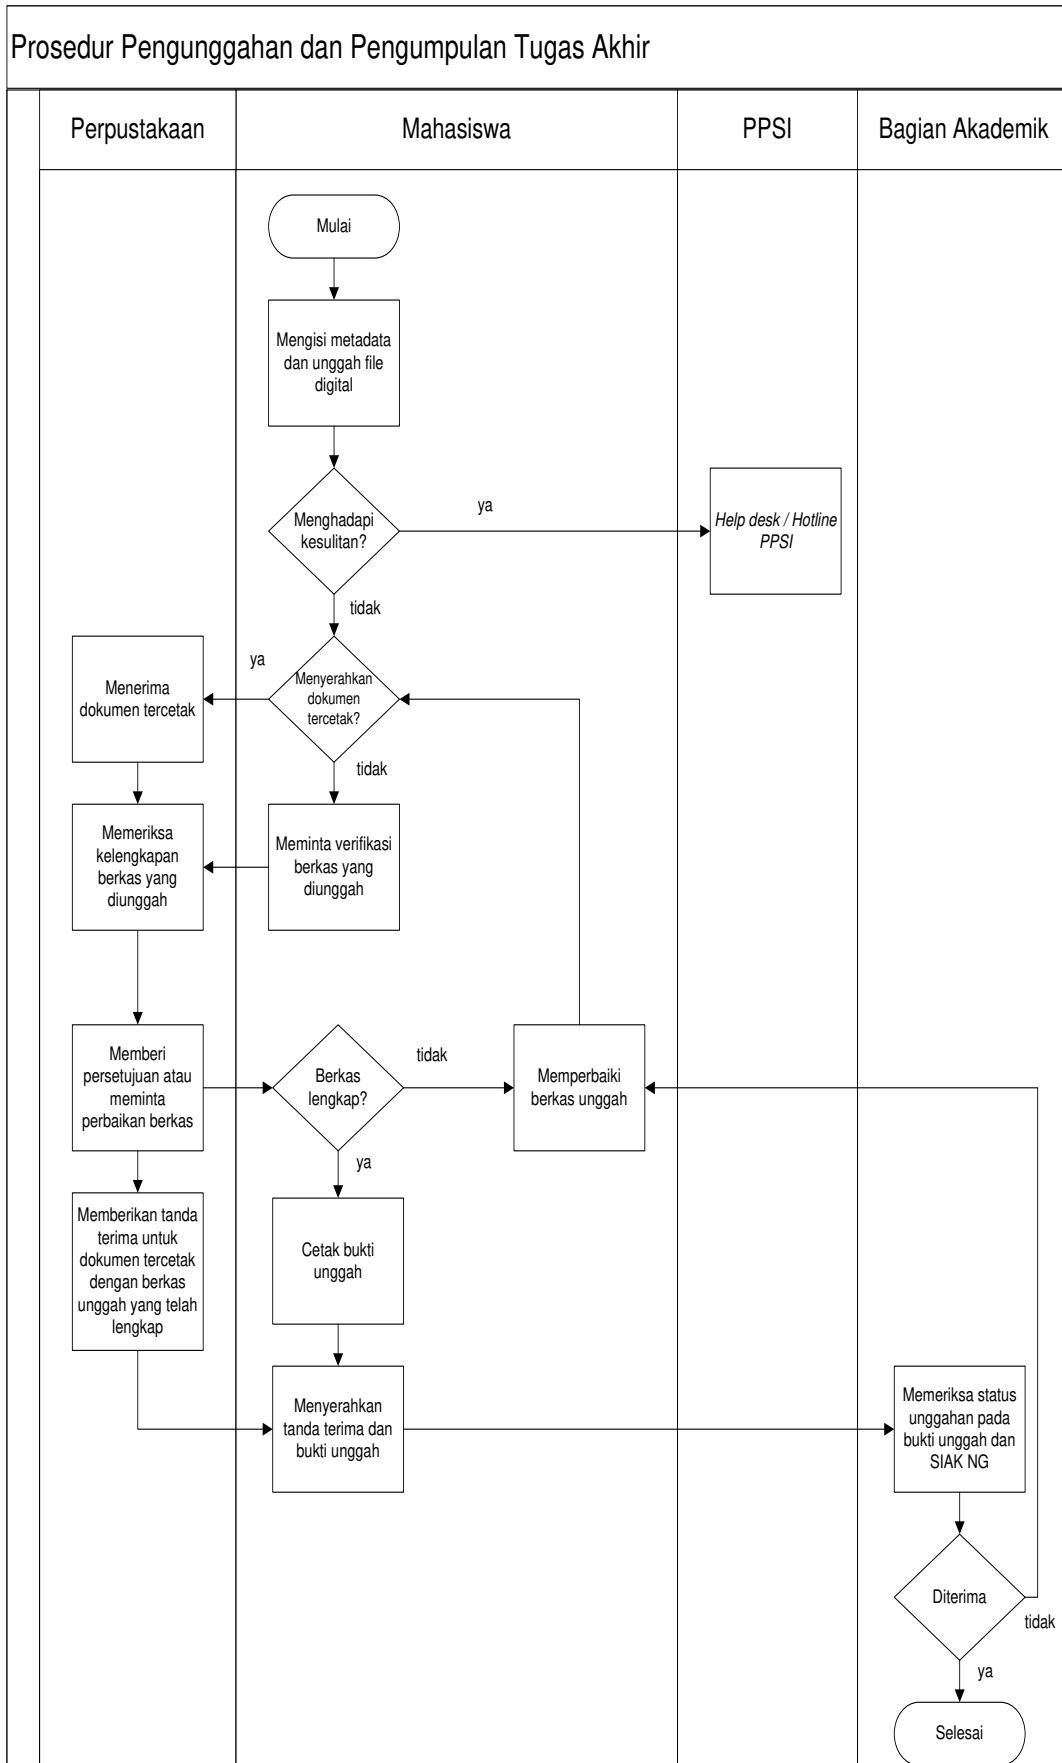 Prosedur Pengunggahan dan Pengumpulan Tugas Akhir
Perpustakaan
Mahasiswa
PPSI
Bagian Akademik
Mulai
Mengisi metadata
dan unggah file
digital
Menghadapi
kesulitan?
ya
Help desk / Hotline
PPSI
tidak
Menyerahkan
dokumen
tercetak?
ya
Menerima
dokumen tercetak
tidak
Memeriksa
kelengkapan
berkas yang
diunggah
Meminta verifikasi
berkas yang
diunggah
Memberi
persetujuan atau
meminta
perbaikan berkas
Berkas
lengkap?
tidak
Memperbaiki
berkas unggah
ya
Memberikan tanda
terima untuk
dokumen tercetak
dengan berkas
unggah yang telah
lengkap
Cetak bukti
unggah
Menyerahkan
tanda terima dan
bukti unggah
Memeriksa status
unggahan pada
bukti unggah dan
SIAK NG
Diterima
tidak
ya
Selesai